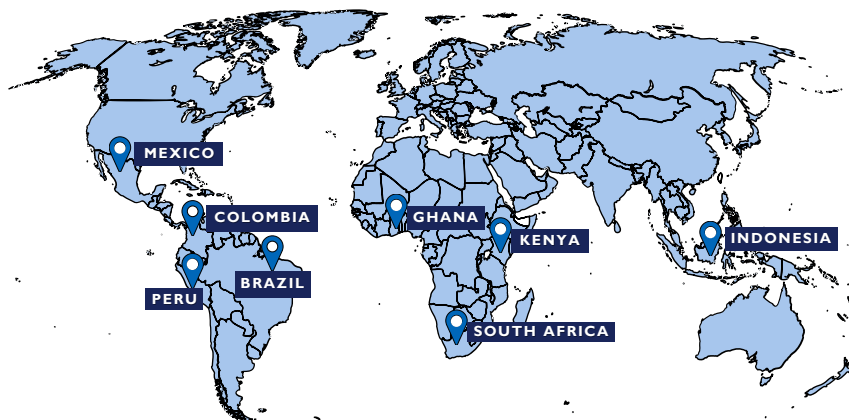 MEXICO
COLOMBIA
GHANA
KENYA
INDONESIA
BRAZIL
PERU
SOUTH AFRICA